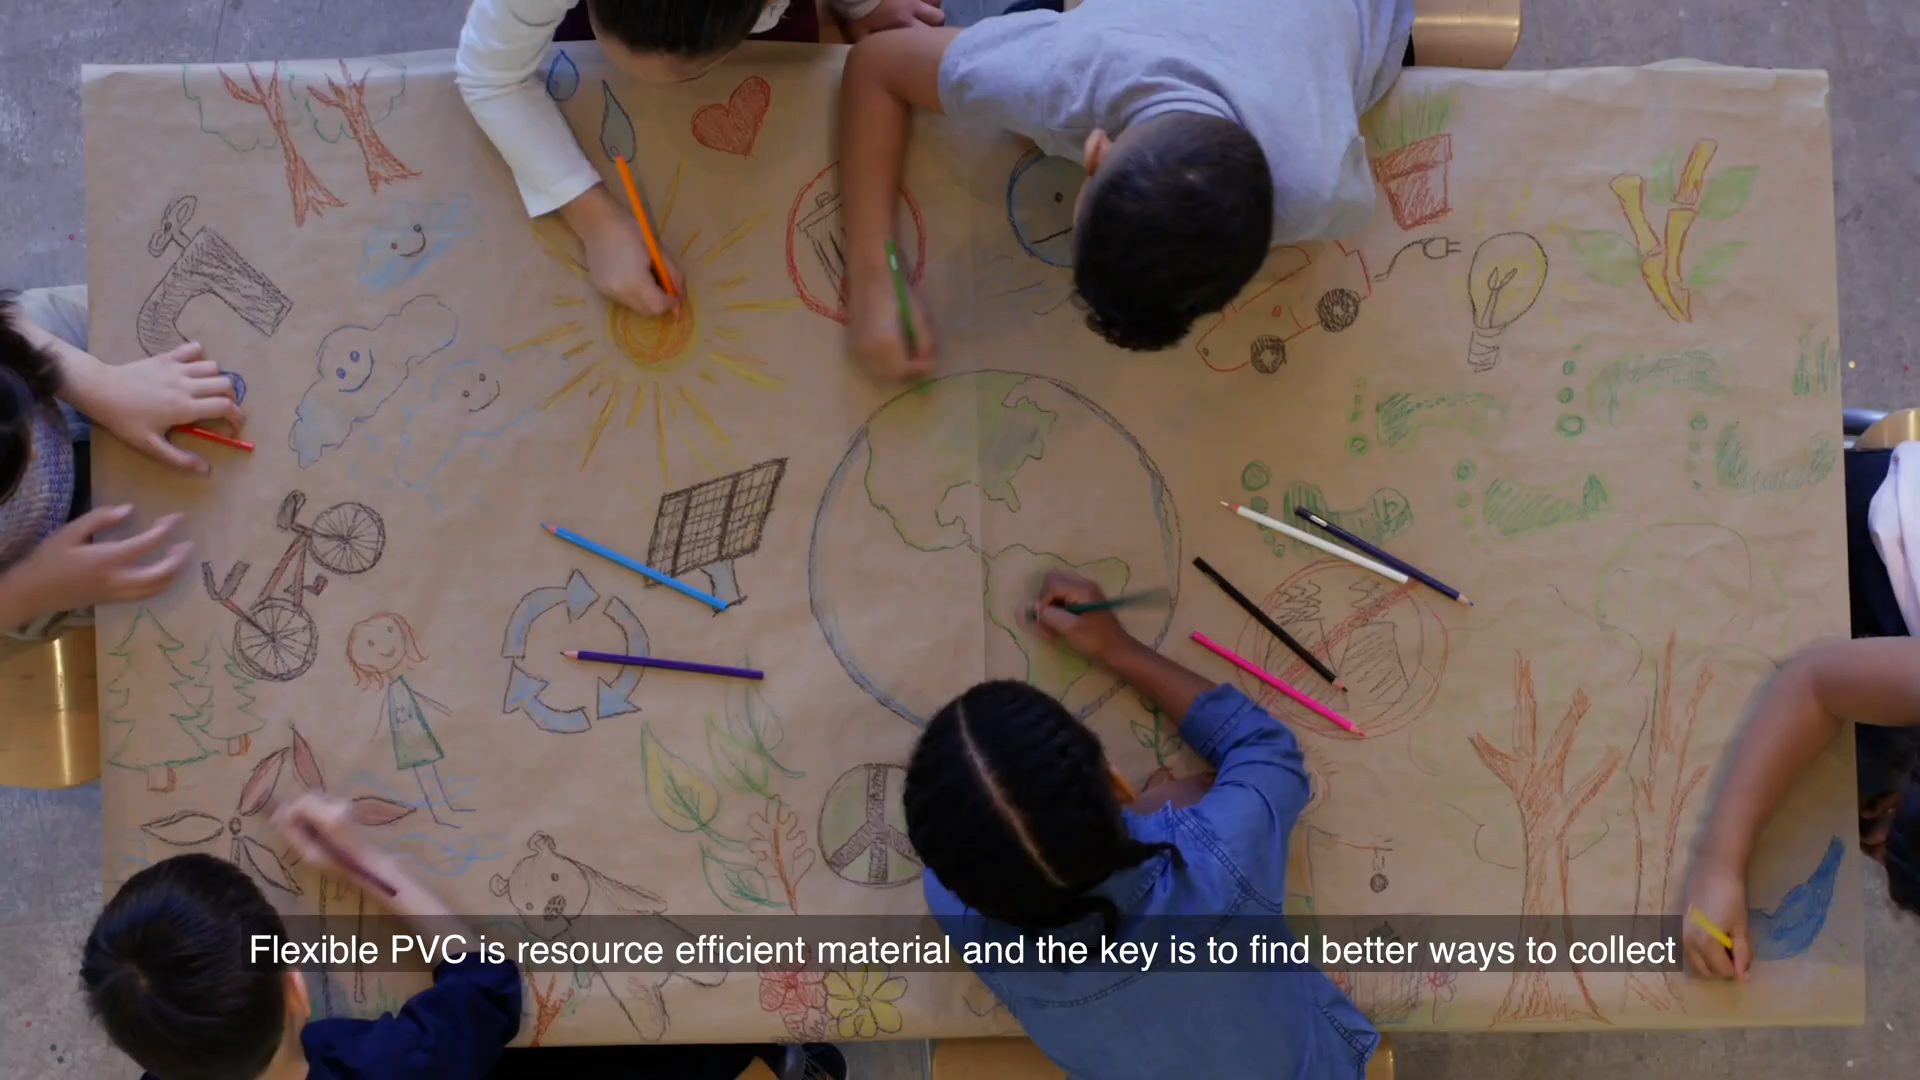 Flexible PVC is resource efficient material and the key is to find better ways to collect